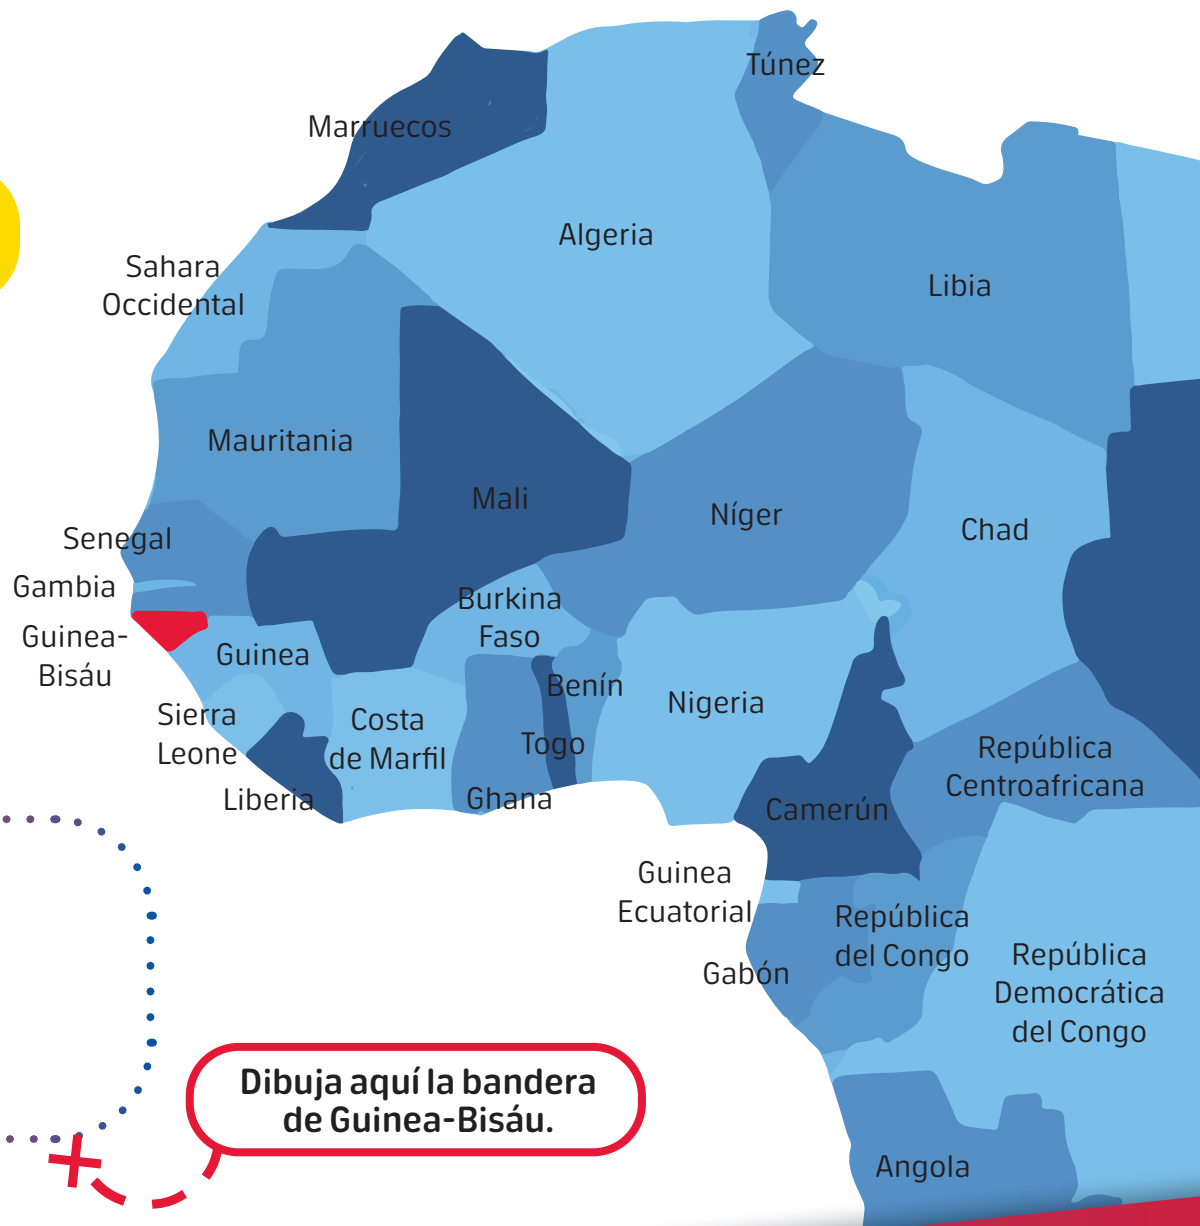 Túnez
Marruecos
Algeria
Sahara
Occidental
Libia
Mauritania
Mali
Níger
Chad
Senegal
Gambia
Burkina
Faso
Guinea-
Bisáu
Guinea
Benín
Nigeria
Sierra
Leone
Costa
de Marfil
Togo
República
Centroafricana
Liberia
Ghana
Camerún
Guinea
Ecuatorial
República
del Congo
Gabón
República
Democrática
del Congo
Dibuja aquí la bandera
de Guinea-Bisáu.
Angola